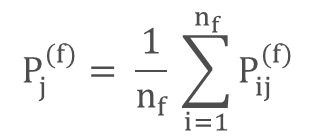 P_j^(f) = 1/n_f ∑_{i=1}^{n_f} P_ij^(f)